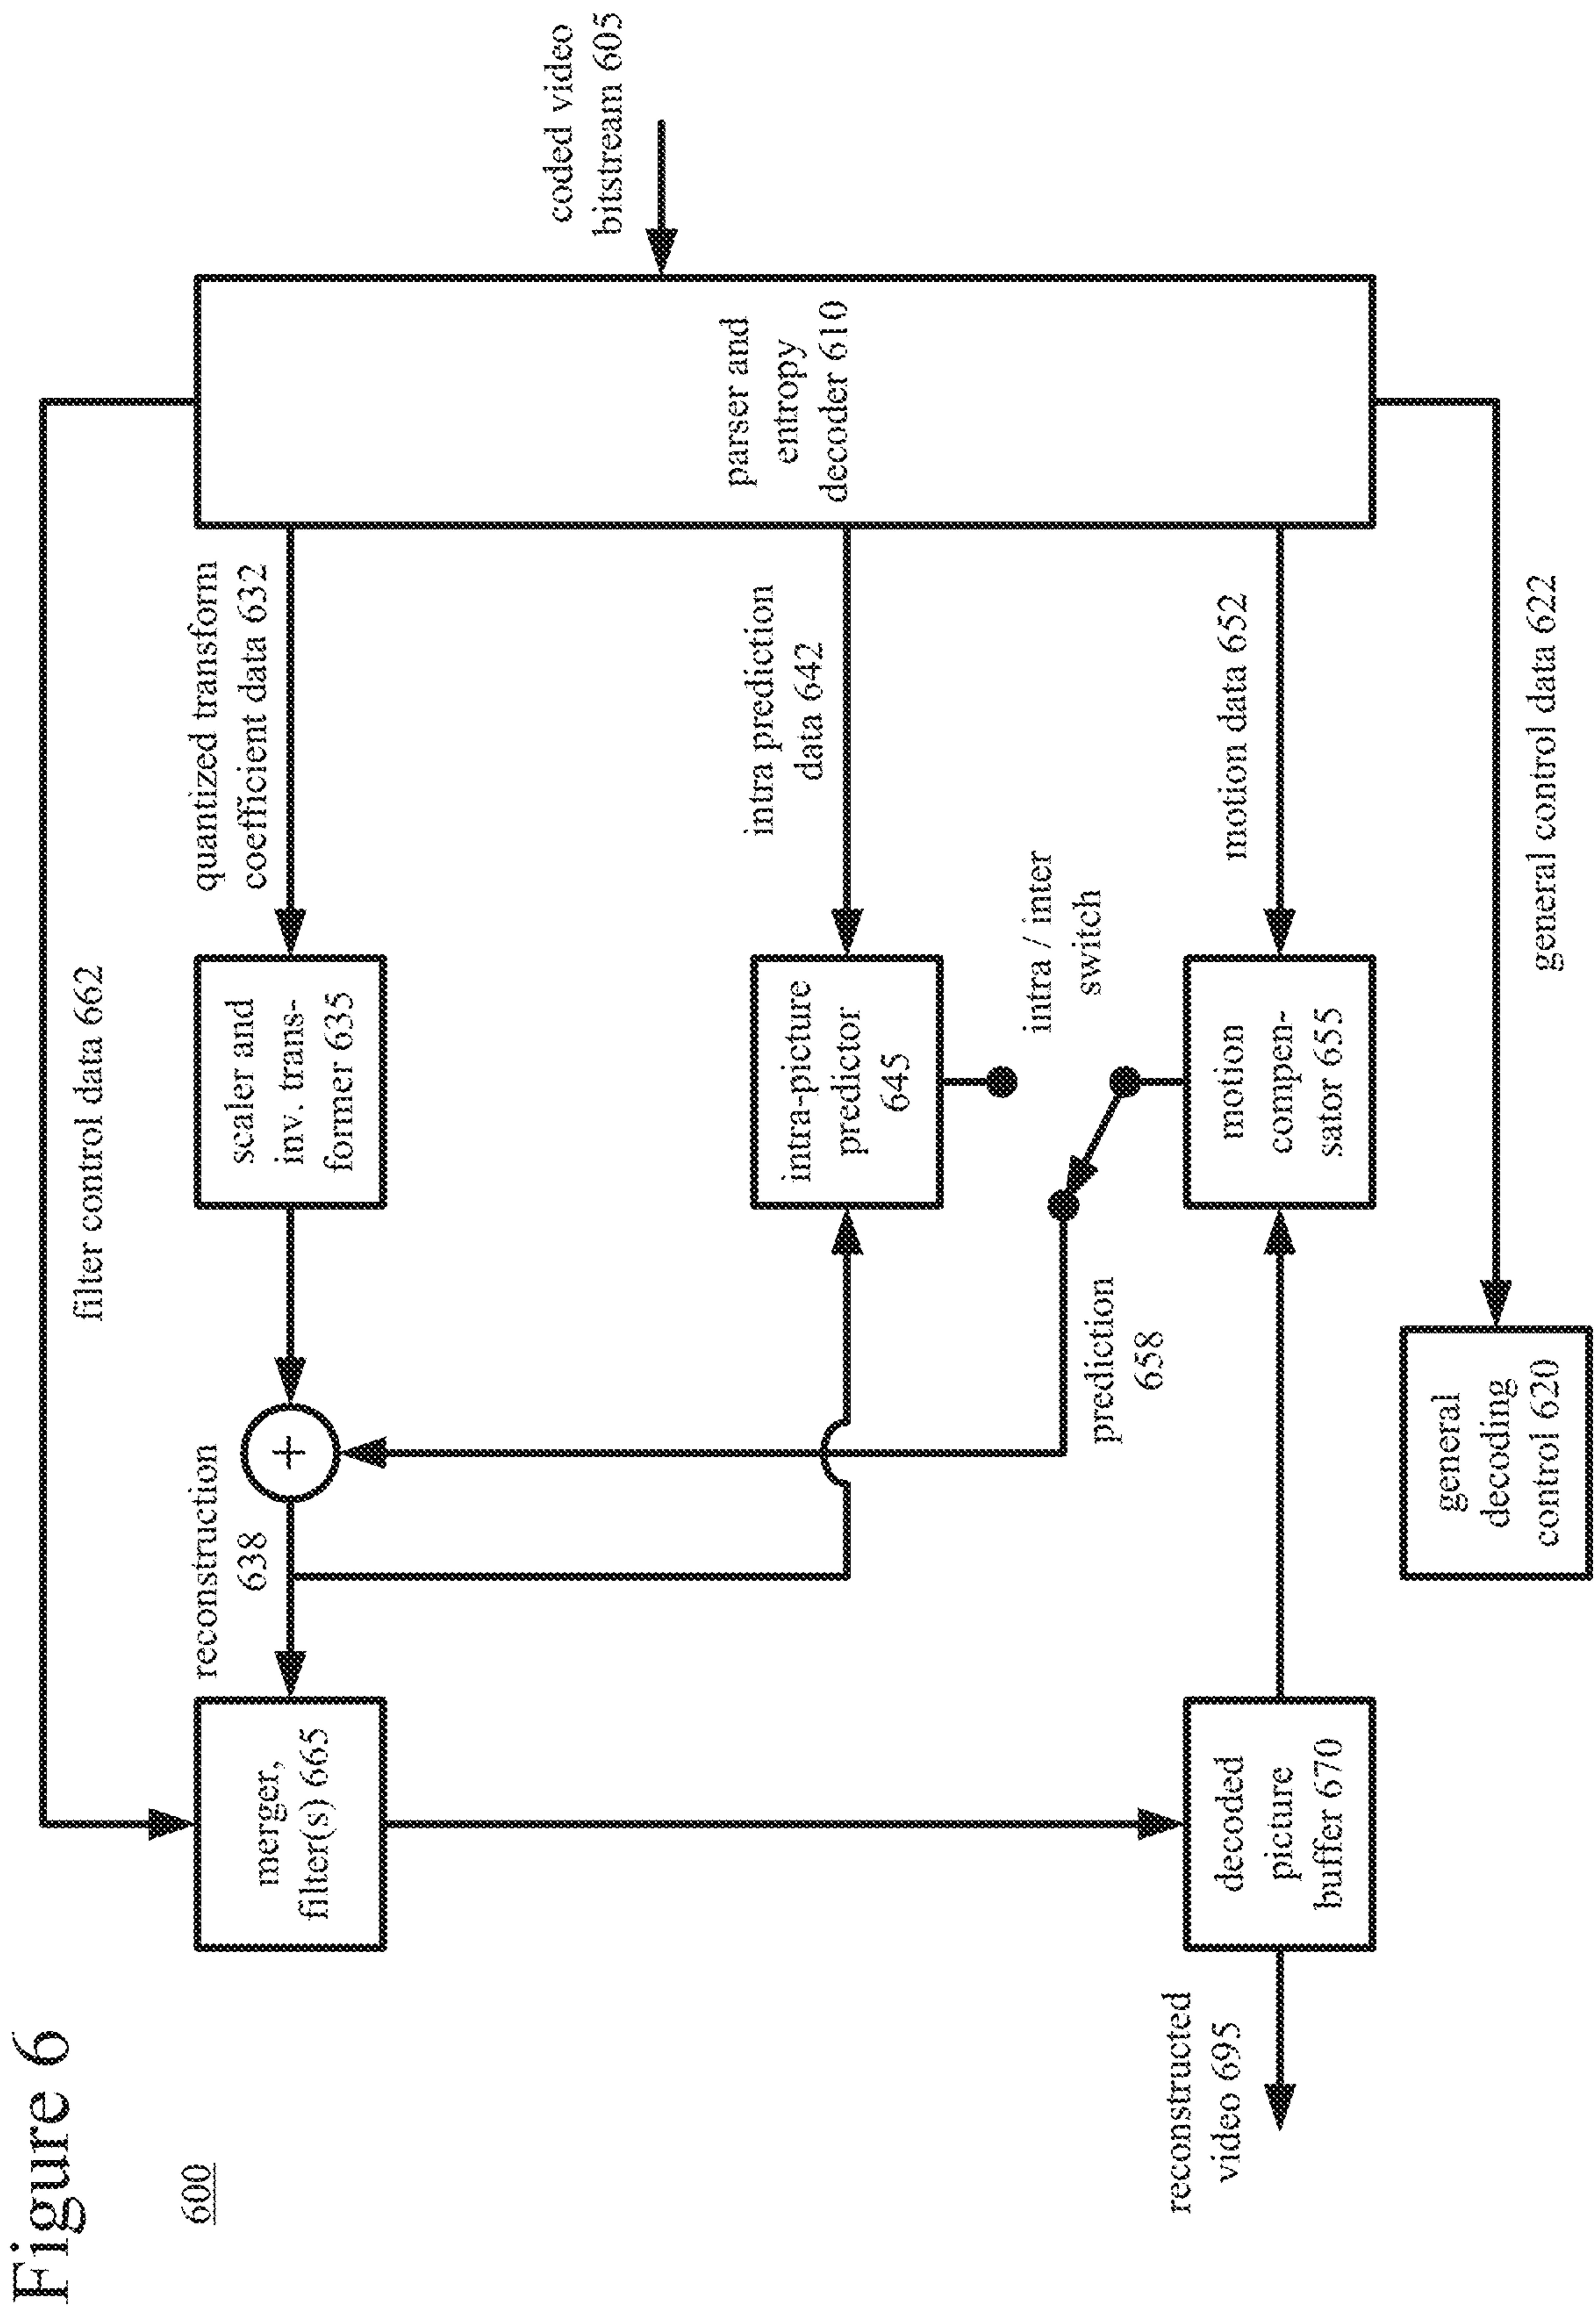 Figure 6
600
filter control data 662
reconstruction
638
quantized transform
coefficient data 632
merger,
filter(s) 665
scaler and
inv. trans-
former 635
coded video
bitstream 605
parser and
entropy
decoder 610
intra prediction
data 642
intra-picture
predictor
645
intra / inter
switch
prediction
658
motion data 652
reconstructed
video 695
decoded
picture
buffer 670
motion
compen-
sator 655
general
decoding
control 620
general control data 622
+